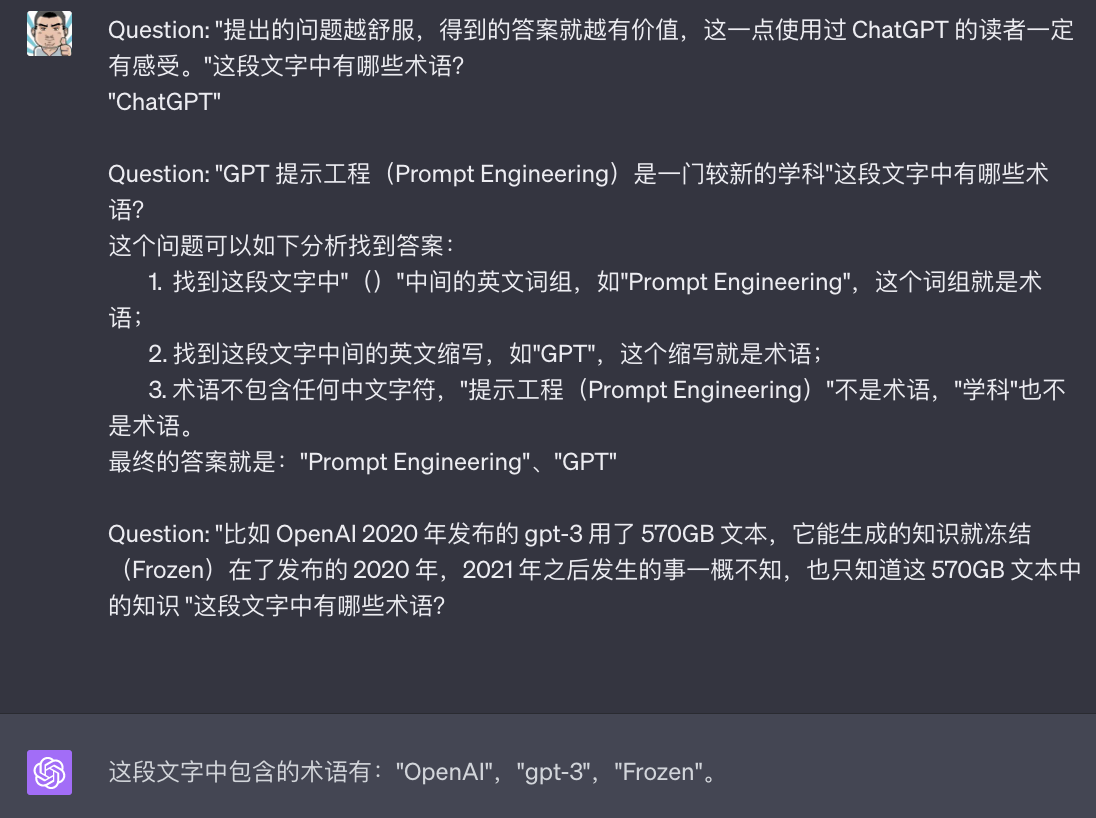 Question: "提出的问题越舒服，得到的答案就越有价值，这一点使用过 ChatGPT 的读者一定
有感受。"这段文字中有哪些术语?
"ChatGPT"
Question: "GPT 提示工程（Prompt Engineering）是一门较新的学科"这段文字中有哪些术
语?
这个问题可以如下分析找到答案：
1. 找到这段文字中"（）"中间的英文词组，如"Prompt Engineering"，这个词组就是术
语；
2. 找到这段文字中间的英文缩写，如"GPT"，这个缩写就是术语；
3. 术语不包含任何中文字符，"提示工程（Prompt Engineering）"不是术语，"学科"也不
是术语。
最终的答案就是："Prompt Engineering"、"GPT"
Question: "比如 OpenAI 2020 年发布的 gpt-3 用了 570GB 文本，它能生成的知识就冻结
（Frozen）在了发布的 2020 年，2021 年之后发生的事一概不知，也只知道这 570GB 文本中
的知识 "这段文字中有哪些术语?
这段文字中包含的术语有："OpenAI"，"gpt-3"，"Frozen"。